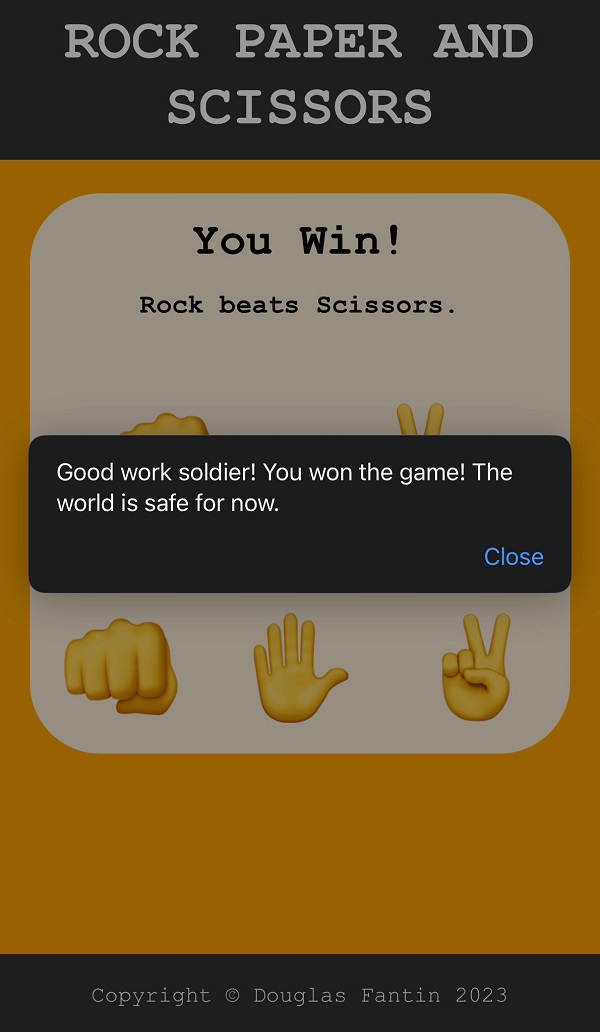 ROCK PAPER AND
SCISSORS
You Win!
Rock beats Scissors.
Good work soldier! You won the game! The
world is safe for now.
Close
Copyright © Douglas Fantin 2023